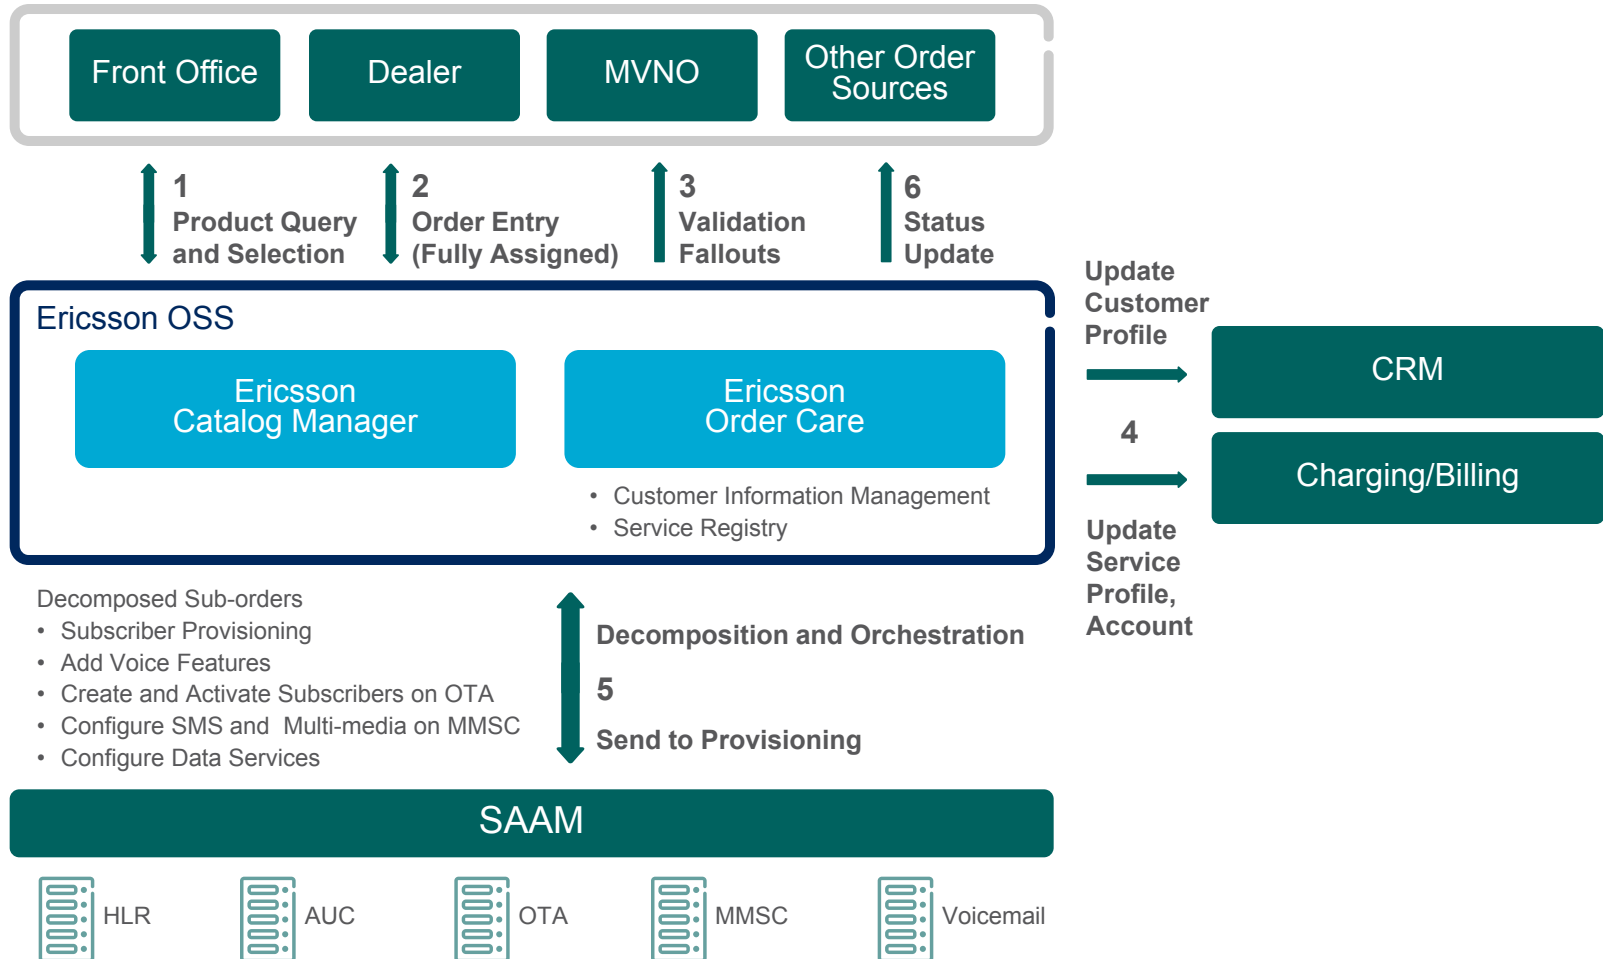 Front Office
Dealer
MVNO
Other Order
Sources
1
Product Query
and Selection
2
Order Entry
(Fully Assigned)
3
Validation
Fallouts
6
Status
Update
Ericsson OSS
Ericsson
Catalog Manager
Ericsson
Order Care
• Customer Information Management
• Service Registry
Update
Customer
Profile
CRM
4
Charging/Billing
Update
Service
Profile,
Account
Decomposed Sub-orders
• Subscriber Provisioning
• Add Voice Features
• Create and Activate Subscribers on OTA
• Configure SMS and Multi-media on MMSC
• Configure Data Services
Decomposition and Orchestration
5
Send to Provisioning
SAAM
HLR
AUC
OTA
MMSC
Voicemail